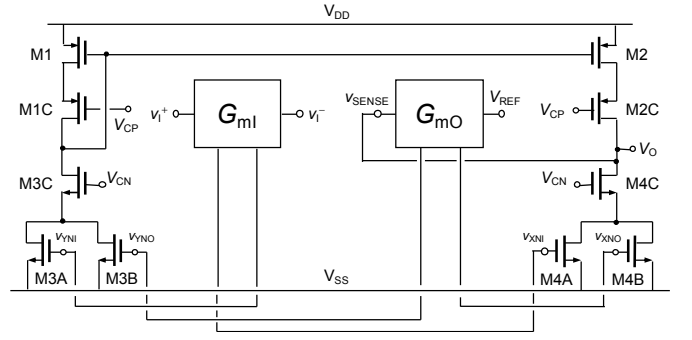 VDD
M1
M2
M1C
VCP
vI+
GmI
vI−
vSENSE
GmO
VREF
VCP
M2C
VO
M3C
VCN
VCN
M4C
vYNI
vYNO
vXNI
vXNO
M3A
M3B
VSS
M4A
M4B